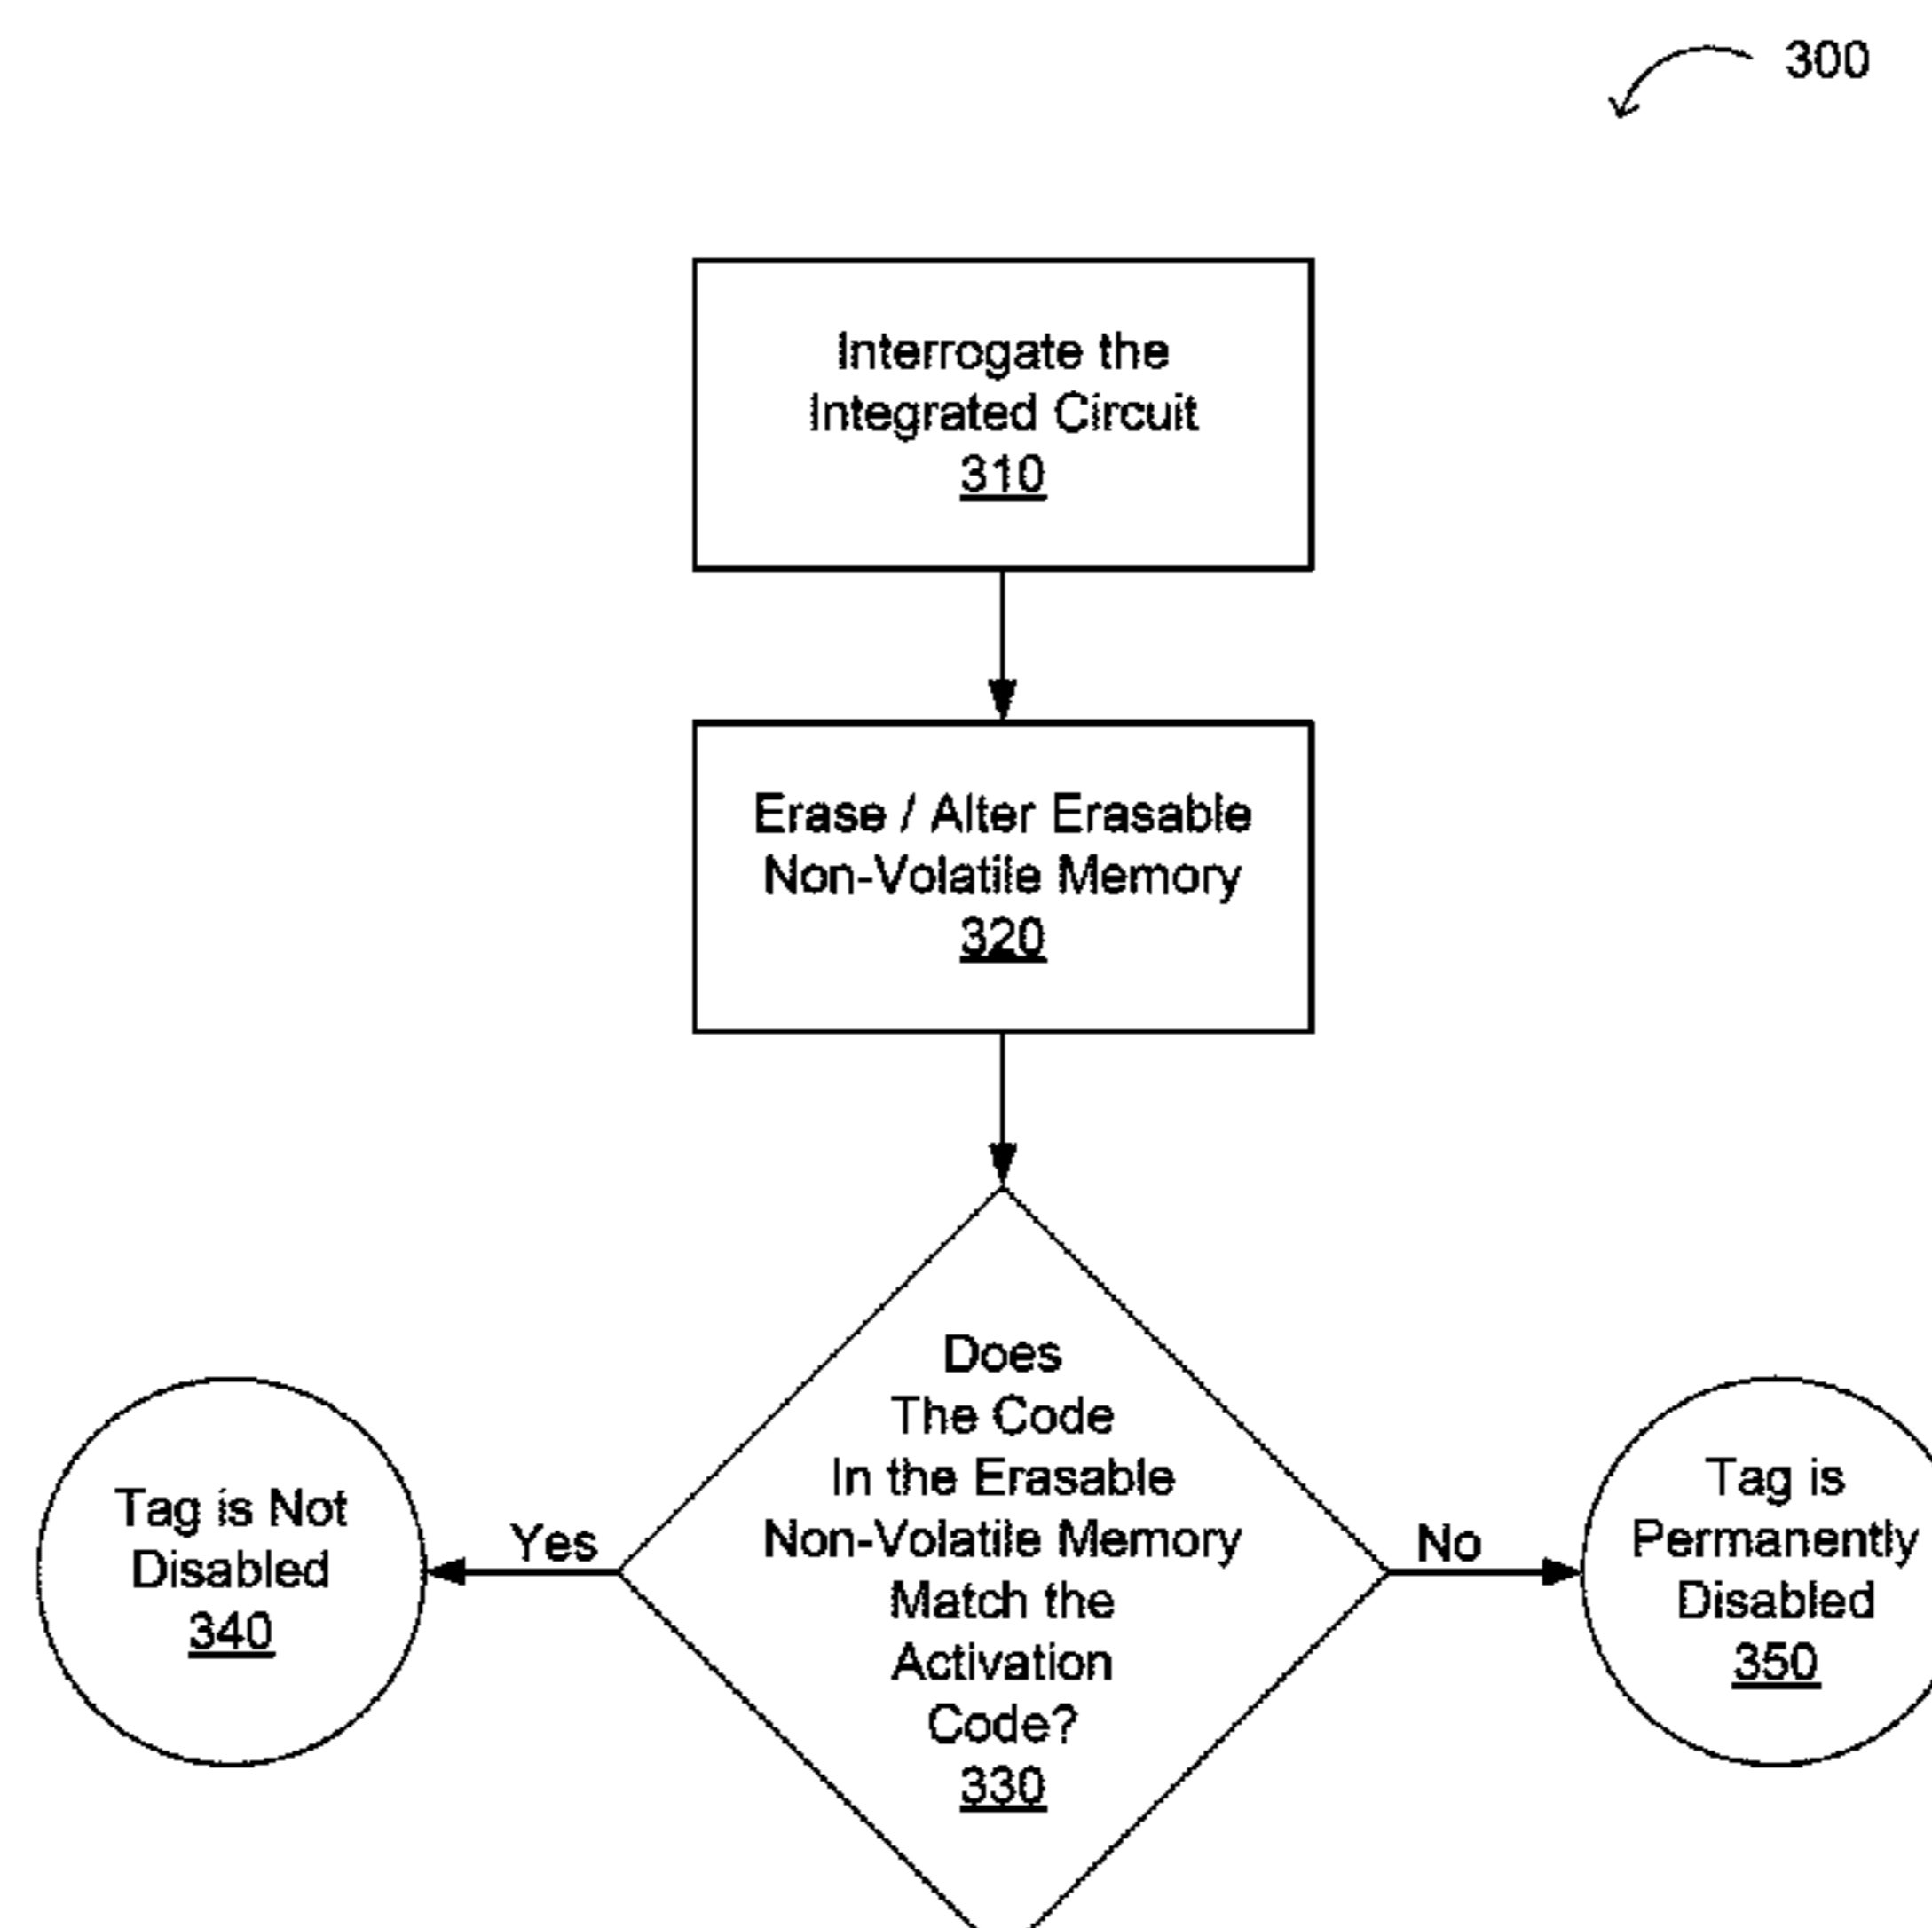 300
Interrogate the
Integrated Circuit
310
Erase / Alter Erasable
Non-Volatile Memory
320
Does
The Code
In the Erasable
Non-Volatile Memory
Match the
Activation
Code?
330
Yes
Tag is Not
Disabled
340
No
Tag is
Permanently
Disabled
350